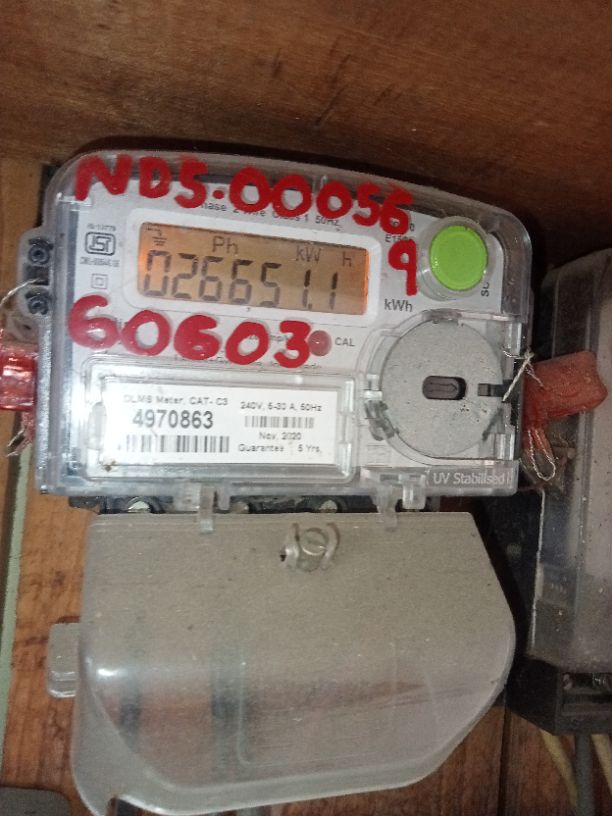 ND5-00056
9
Ph kW h
026651.1
kWh
60603
CAL
DLMS Meter, CAT- C3
4970863
240V, 5-30 A, 50Hz
Nov, 2020
Guarantee 5 Yrs.
UV Stabilised